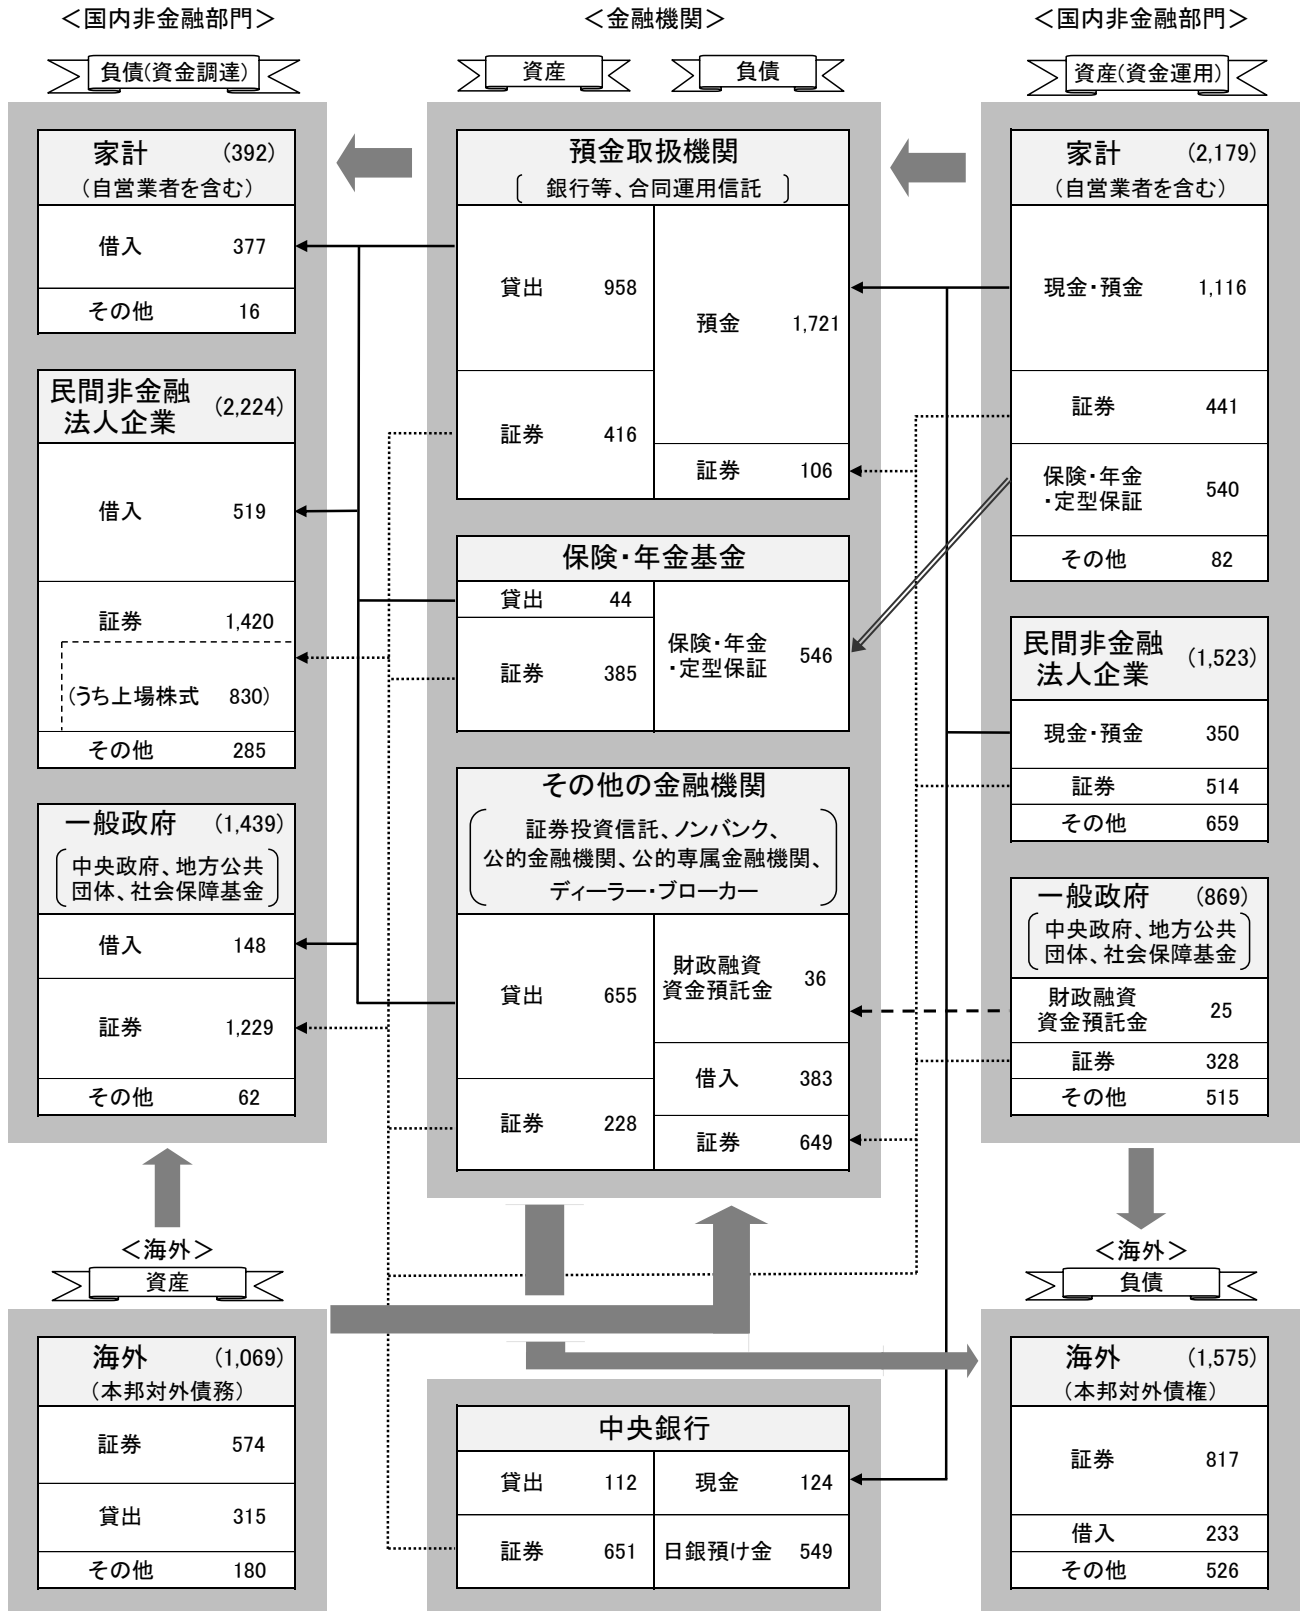 ＜国内非金融部門＞
負債(資金調達)
家計 (392)
(自営業者を含む)
借入 377
その他 16
民間非金融
法人企業 (2,224)
借入 519
証券 1,420
(うち上場株式 830)
その他 285
一般政府 (1,439)
中央政府、地方公共
団体、社会保障基金
借入 148
証券 1,229
その他 62
＜海外＞
資産
海外 (1,069)
(本邦対外債務)
証券 574
貸出 315
その他 180
＜金融機関＞
資産 負債
預金取扱機関
銀行等、合同運用信託
貸出 958
証券 416
預金 1,721
証券 106
保険・年金基金
貸出 44
証券 385
保険・年金
・定型保証 546
その他の金融機関
証券投資信託、ノンバンク、
公的金融機関、公的専属金融機関、
ディーラー・ブローカー
貸出 655
証券 228
財政融資
資金預託金 36
借入 383
証券 649
中央銀行
貸出 112
証券 651
現金 124
日銀預け金 549
＜国内非金融部門＞
資産(資金運用)
家計 (2,179)
(自営業者を含む)
現金・預金 1,116
証券 441
保険・年金
・定型保証 540
その他 82
民間非金融
法人企業 (1,523)
現金・預金 350
証券 514
その他 659
一般政府 (869)
中央政府、地方公共
団体、社会保障基金
財政融資
資金預託金 25
証券 328
その他 515
＜海外＞
負債
海外 (1,575)
(本邦対外債権)
証券 817
借入 233
その他 526